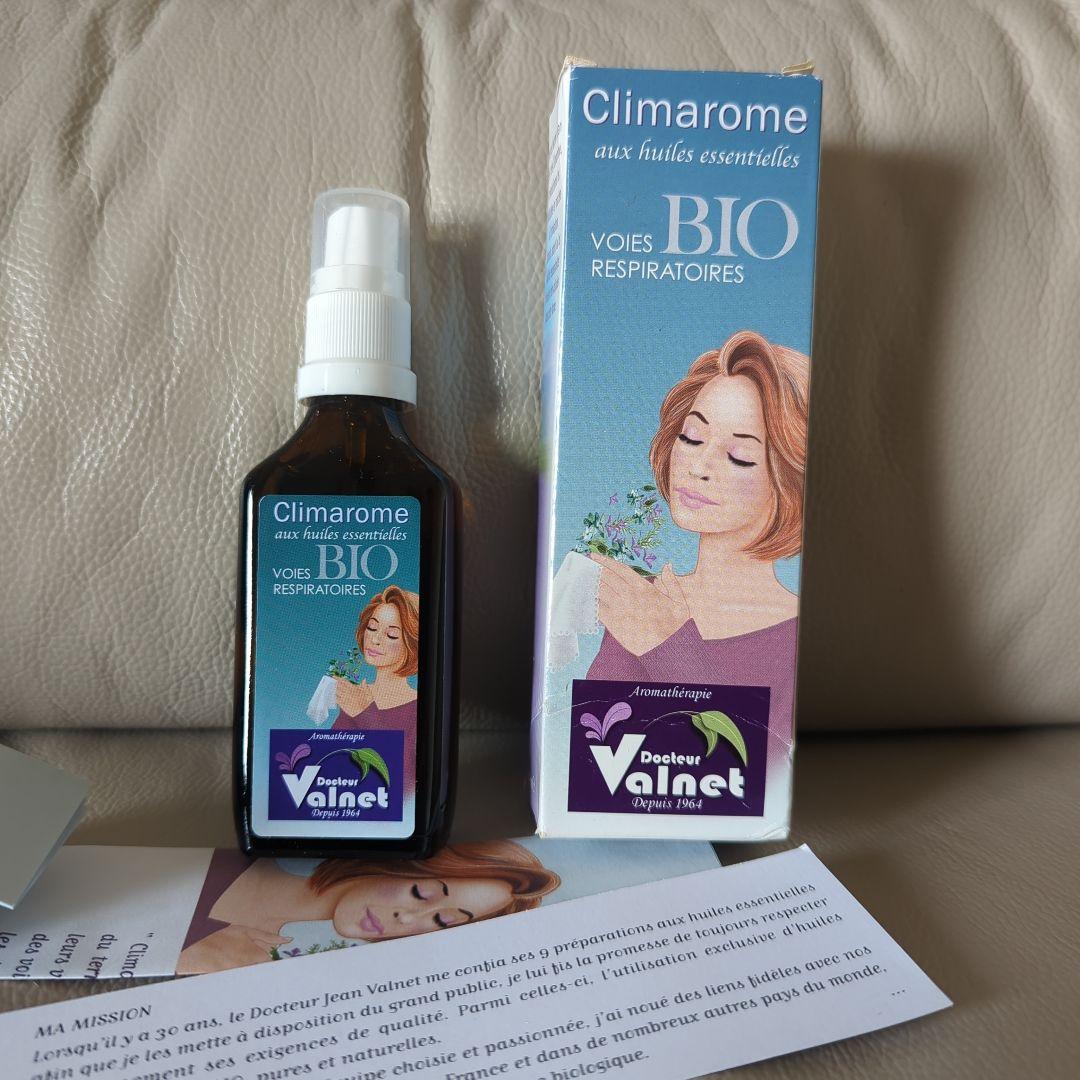 Climarome
aux huiles essentielles
VOIES BIO
RESPIRATOIRES
Aromathérapie
Docteur
Valnet
Depuis 1964
Climarome
aux huiles essentielles
VOIES BIO
RESPIRATOIRES
Aromathérapie
Docteur
Valnet
Depuis 1964
MA MISSION
Lorsqu'il y a 30 ans, le Docteur Jean Valnet me confia ses 9 préparations aux huiles essentielles
afin que je les mette à disposition du grand public, je lui fis la promesse de toujours respecter
ses exigences de qualité. Parmi celles-ci, l'utilisation exclusive d'huiles
pures et naturelles.
choisie et passionnée, j'ai noué des liens fidèles avec nos
France et dans de nombreux autres pays du monde,
biologique.
...
du
leurs
des
les